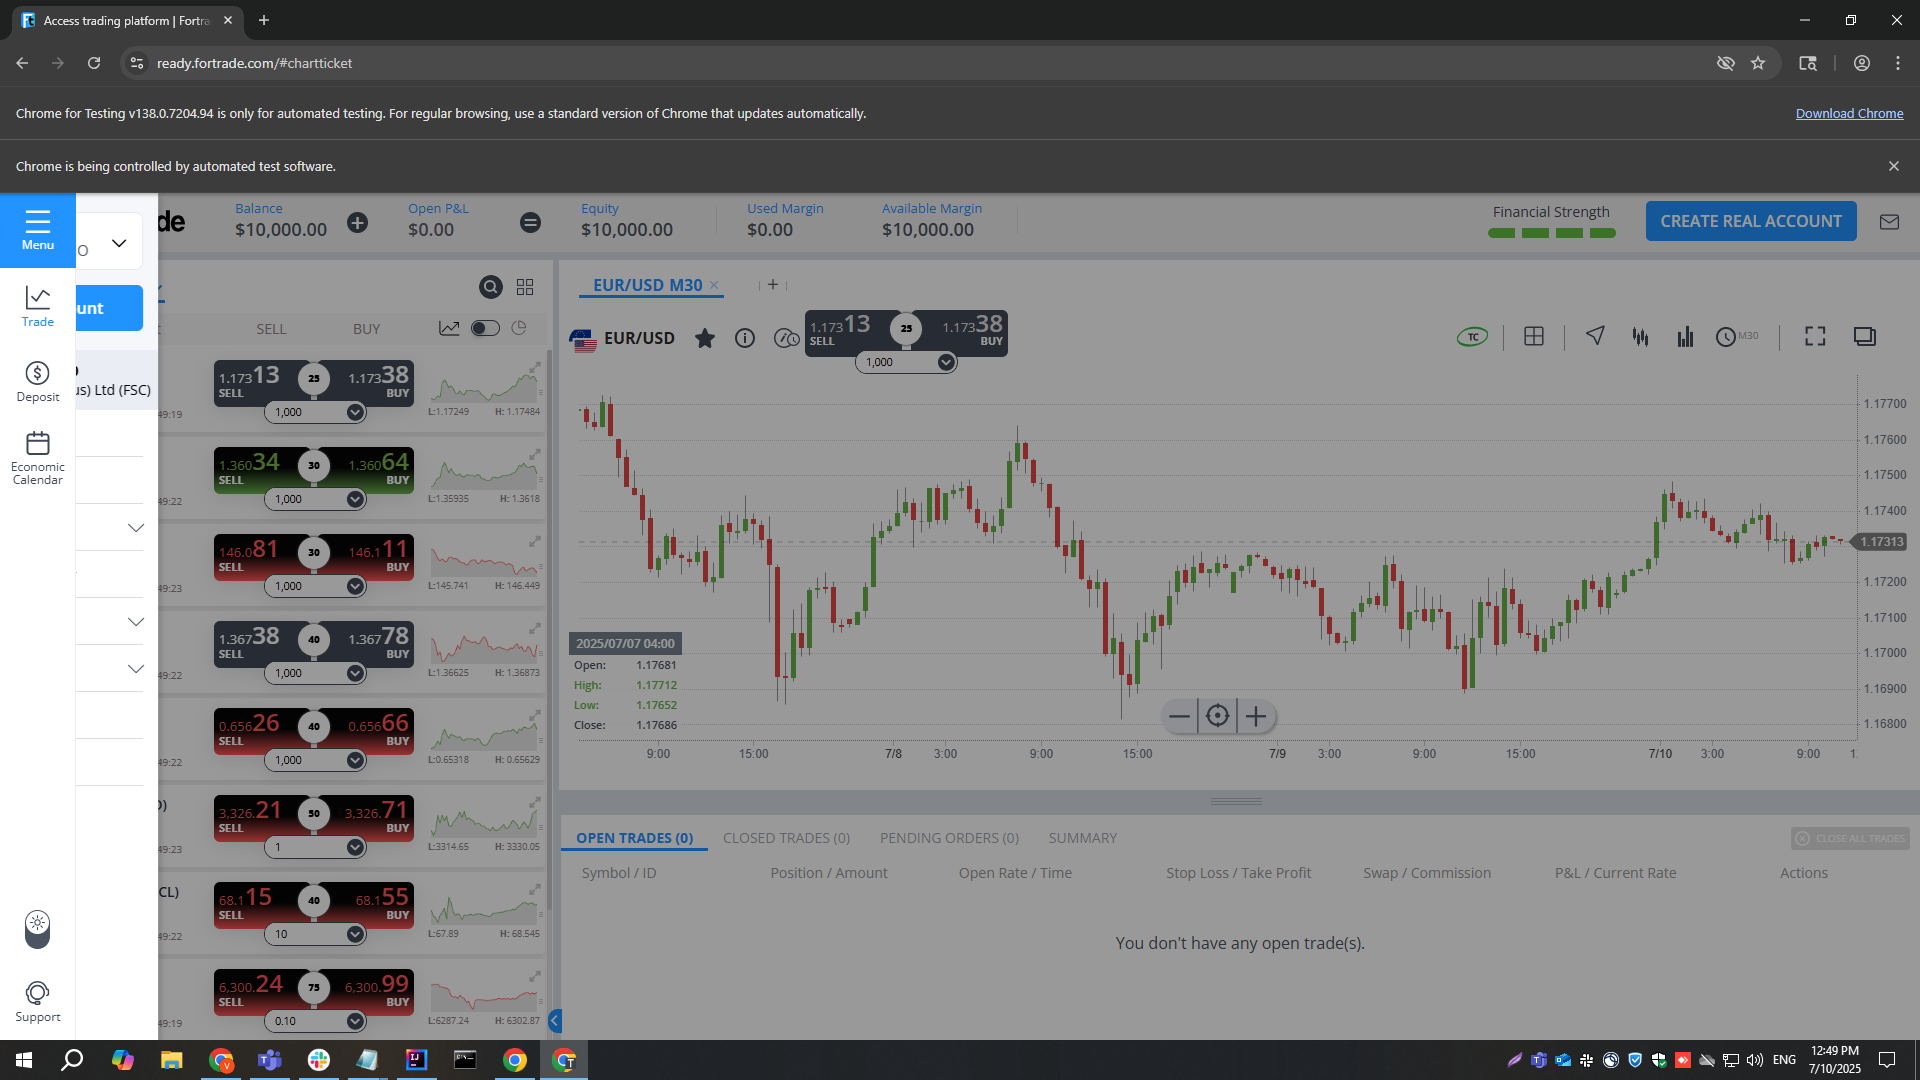 Access trading platform | Fortra
ready.fortrade.com/#chartticket
Chrome for Testing v138.0.7204.94 is only for automated testing. For regular browsing, use a standard version of Chrome that updates automatically.
Download Chrome
Chrome is being controlled by automated test software.
Menu
de
Balance
$10,000.00
Open P&L
$0.00
Equity
$10,000.00
Used Margin
$0.00
Available Margin
$10,000.00
Financial Strength
CREATE REAL ACCOUNT
O
unt
us) Ltd (FSC)
Trade
Deposit
Economic
Calendar
Support
SELL
BUY
1.17313 SELL 25 1.17338 BUY
1,000
49:19
L:1.17249 H: 1.17484
1.36034 SELL 30 1.36064 BUY
1,000
49:22
L:1.35935 H: 1.3618
146.081 SELL 30 146.111 BUY
1,000
49:23
L:145.741 H: 146.449
1.36738 SELL 40 1.36778 BUY
1,000
49:22
L:1.36625 H: 1.36873
0.65626 SELL 40 0.65666 BUY
1,000
49:22
L:0.65318 H: 0.65629
3,326.21 SELL 50 3,326.71 BUY
1
49:23
L:3314.65 H: 3330.05
CL)
68.115 SELL 40 68.155 BUY
10
49:22
L:67.89 H: 68.545
6,300.24 SELL 75 6,300.99 BUY
0.10
49:19
L:6287.24 H: 6302.87
EUR/USD M30
EUR/USD
1.17313 SELL 25 1.17338 BUY
1,000
TC
M30
1.17700
1.17600
1.17500
1.17400
1.17313
1.17200
1.17100
1.17000
1.16900
1.16800
2025/07/07 04:00
Open: 1.17681
High: 1.17712
Low: 1.17652
Close: 1.17686
9:00 15:00 7/8 3:00 9:00 15:00 7/9 3:00 9:00 15:00 7/10 3:00 9:00 1
OPEN TRADES (0)
CLOSED TRADES (0)
PENDING ORDERS (0)
SUMMARY
CLOSE ALL TRADES
Symbol / ID
Position / Amount
Open Rate / Time
Stop Loss / Take Profit
Swap / Commission
P&L / Current Rate
Actions
You don't have any open trade(s).
ENG
12:49 PM
7/10/2025